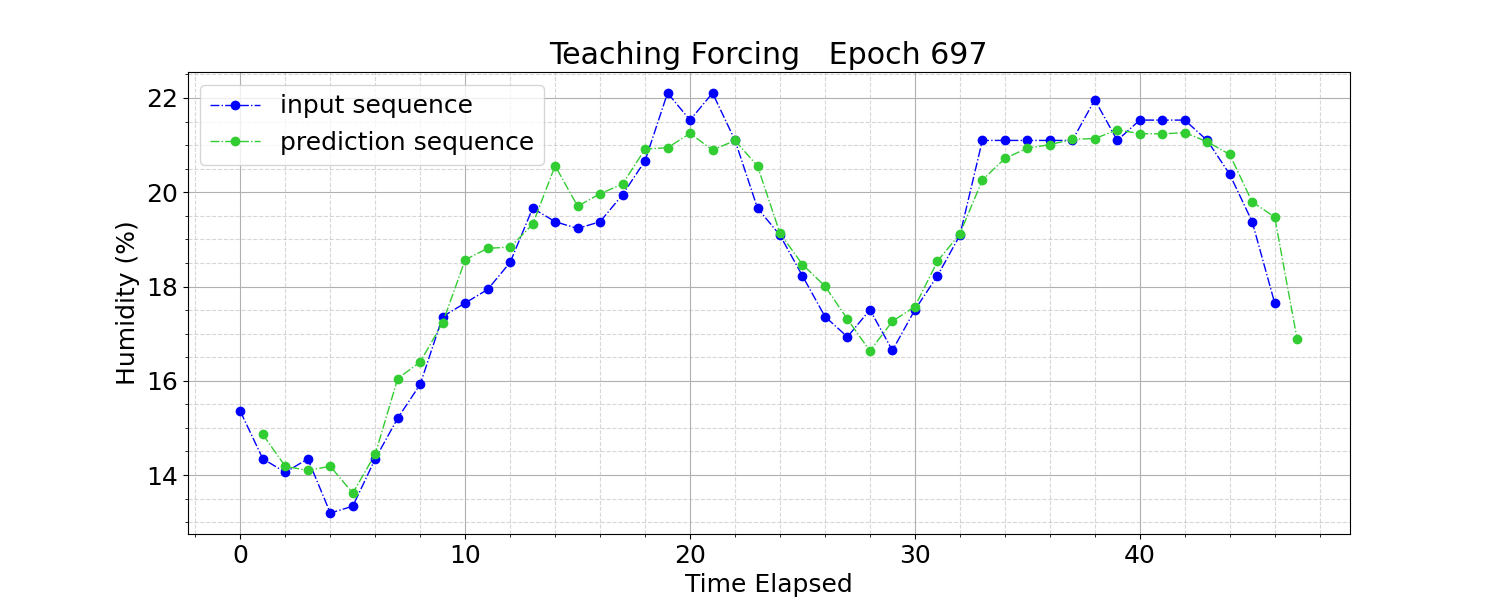 Teaching Forcing   Epoch 697
input sequence
prediction sequence
Humidity (%)
22
20
18
16
14
0 10 20 30 40
Time Elapsed